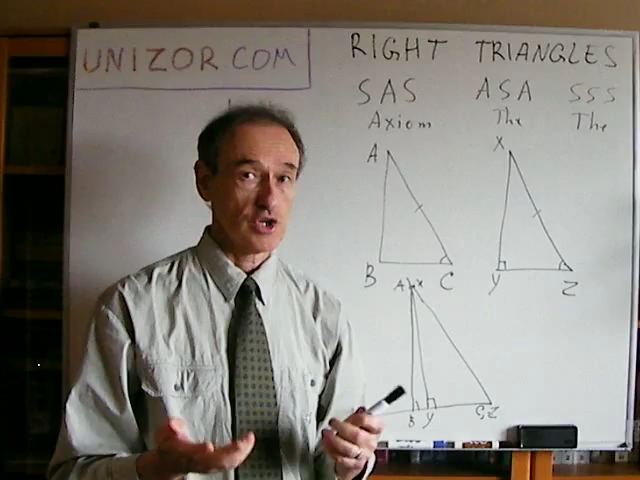 UNIZOR.COM
RIGHT TRIANGLES
SAS ASA SSS
Axiom The The
A X
B C Y Z
A X
B Y C, Z